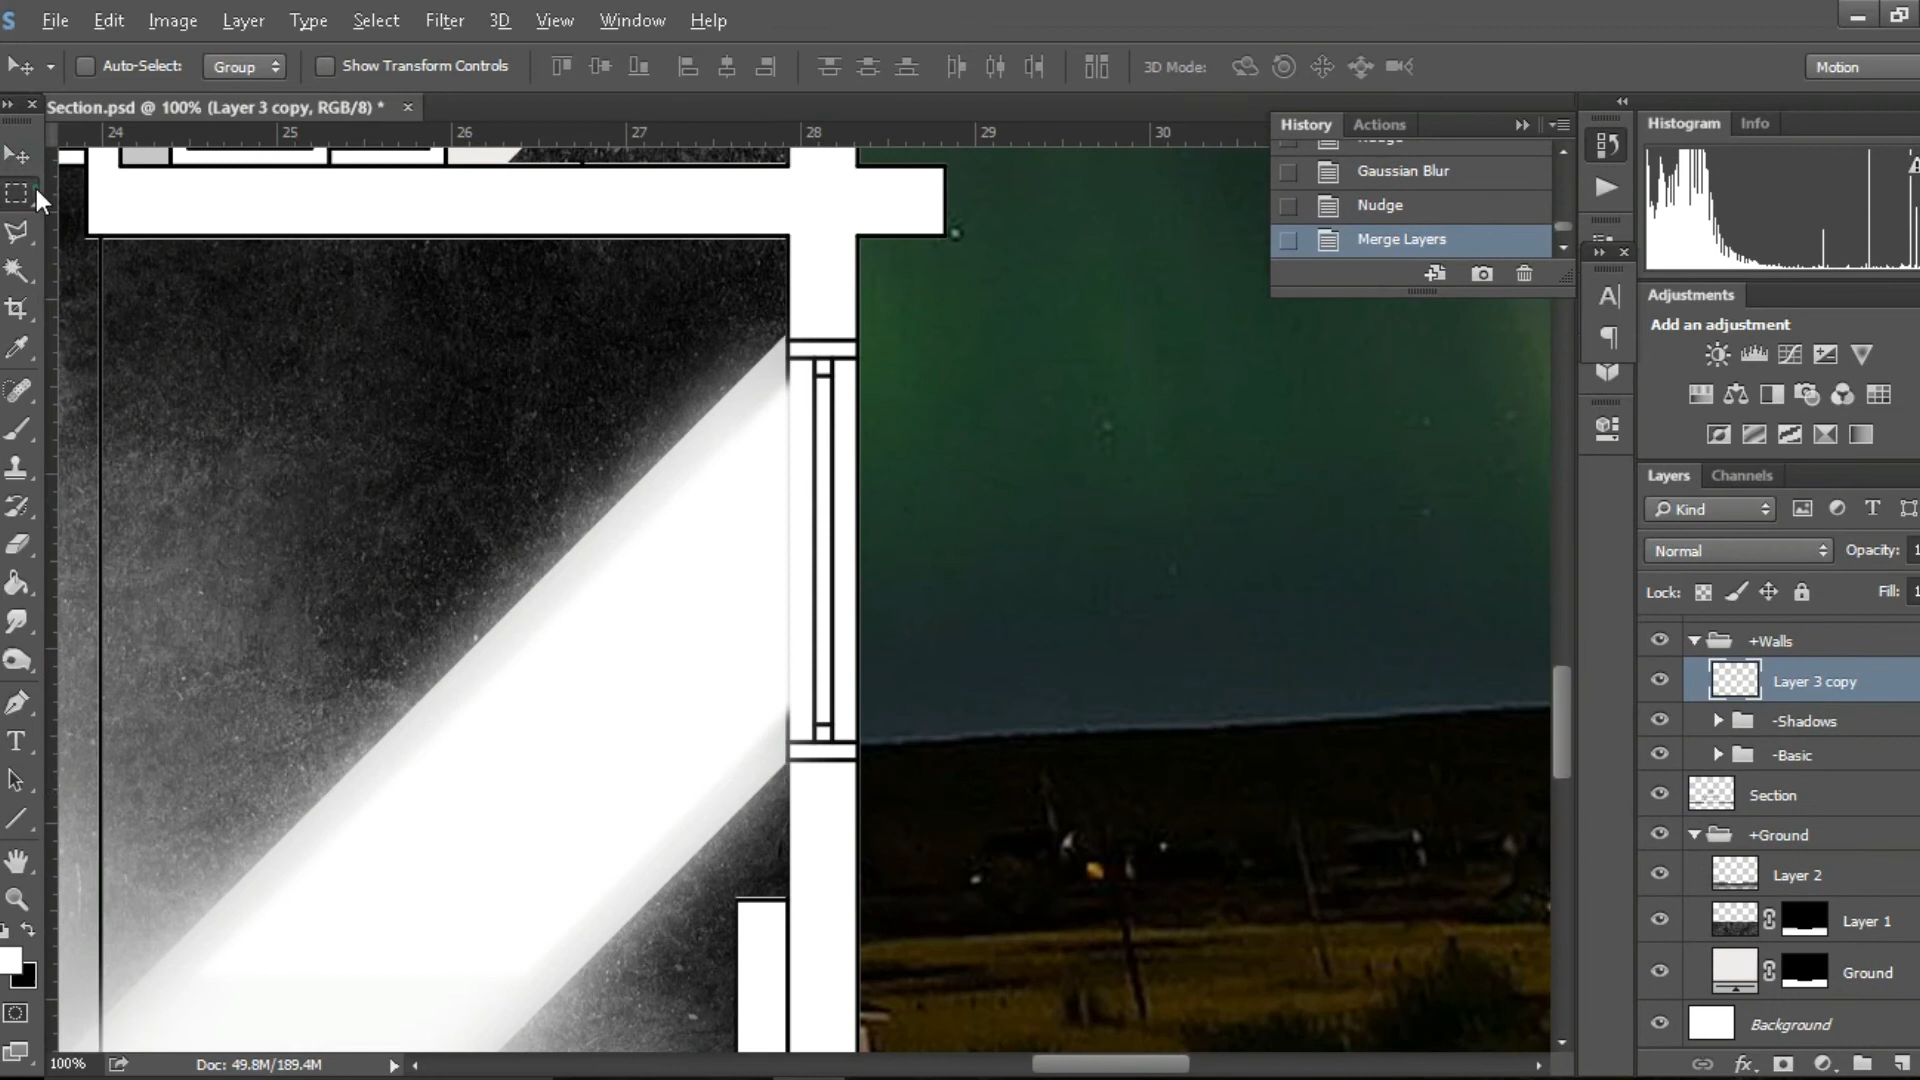 File Edit Image Layer Type Select Filter 3D View Window Help
Auto-Select: Group Show Transform Controls 3D Mode: Motion
Section.psd @ 100% (Layer 3 copy, RGB/8) *
24 25 26 27 28 29 30
History Actions
Gaussian Blur
Nudge
Merge Layers
Histogram Info
Adjustments
Add an adjustment
Layers Channels
Kind
Normal Opacity:
Lock: Fill:
+Walls
Layer 3 copy
-Shadows
-Basic
Section
+Ground
Layer 2
Layer 1
Ground
Background
100% Doc: 49.8M/189.4M